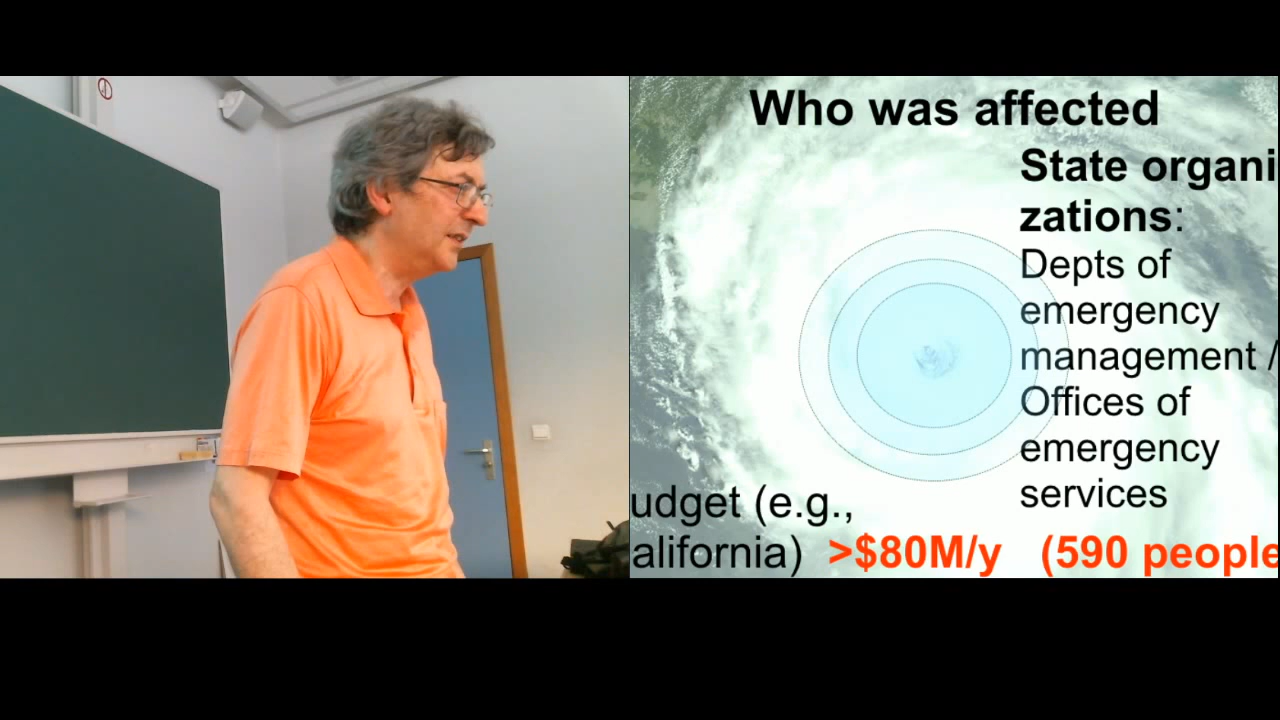 Who was affected
State organi
zations:
Depts of
emergency
management /
Offices of
emergency
services
udget (e.g.,
alifornia) >$80M/y (590 people